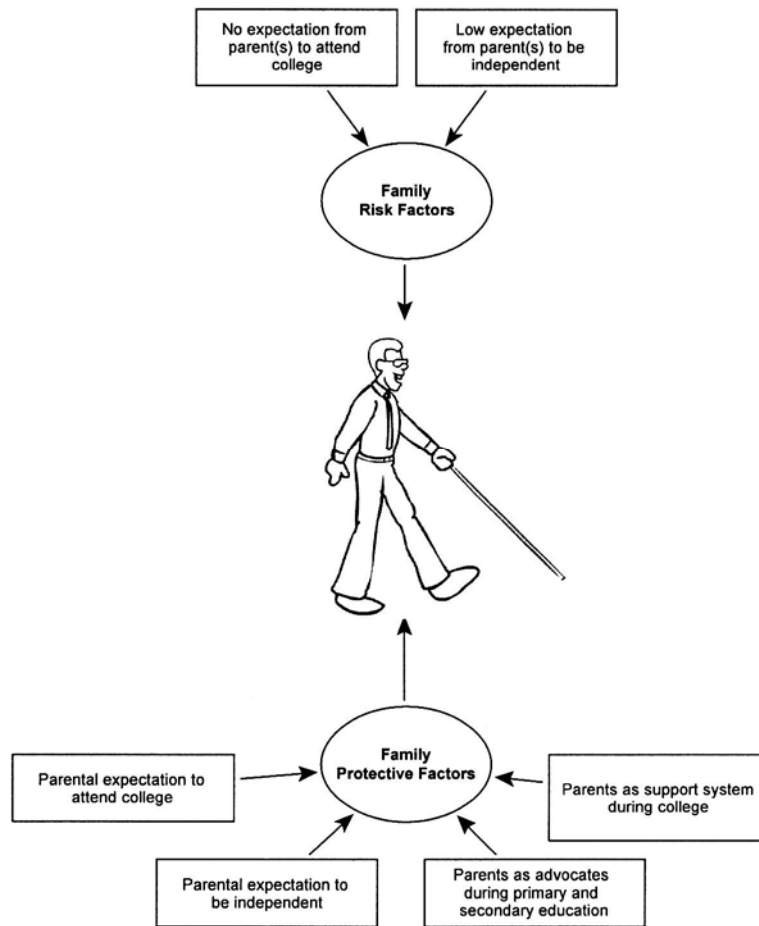 No expectation from
parent(s) to attend
college
Low expectation
from parent(s) to be
independent
Family
Risk Factors
Family
Protective Factors
Parental expectation to
attend college
Parents as support system
during college
Parental expectation to
be independent
Parents as advocates
during primary and
secondary education